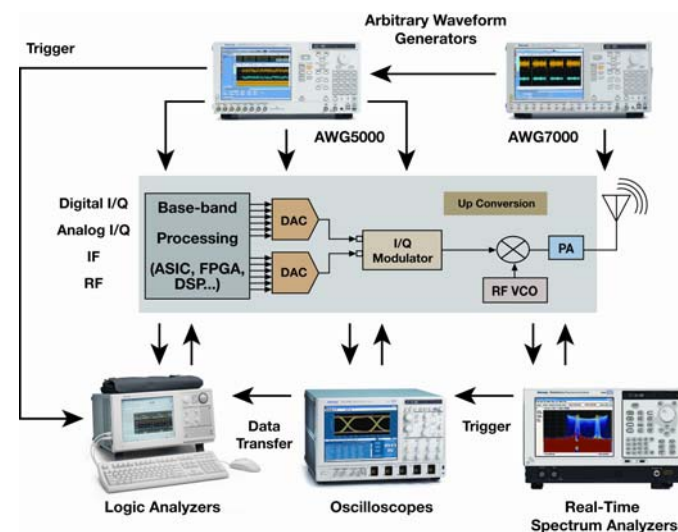 Arbitrary Waveform
Generators
Trigger
AWG5000
AWG7000
Digital I/Q
Analog I/Q
IF
RF
Base-band
Processing
(ASIC, FPGA,
DSP...)
DAC
DAC
I/Q
Modulator
Up Conversion
PA
RF VCO
Data
Transfer
Trigger
Logic Analyzers
Oscilloscopes
Real-Time
Spectrum Analyzers